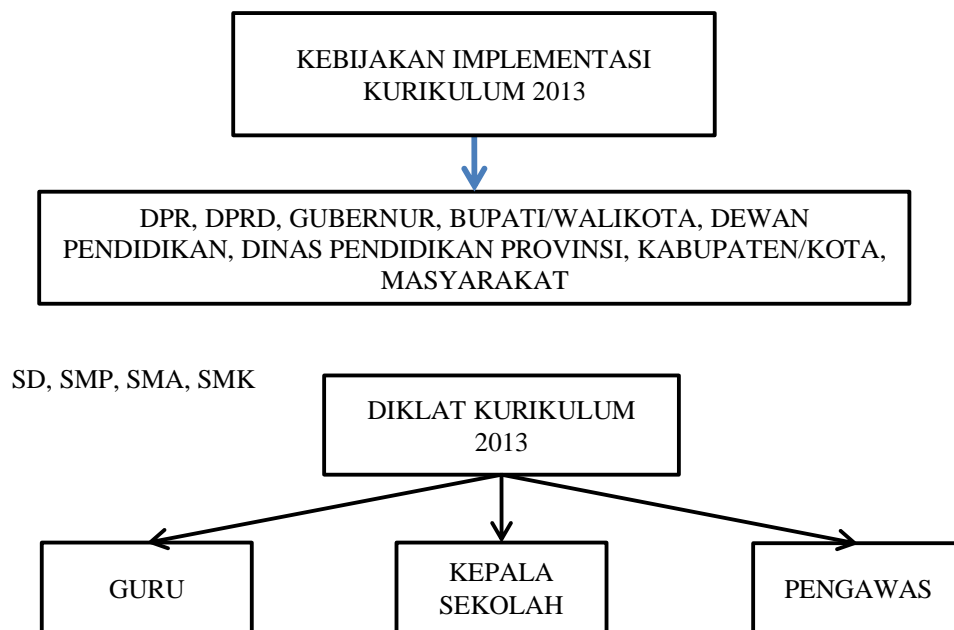 KEBIJAKAN IMPLEMENTASI
KURIKULUM 2013
DPR, DPRD, GUBERNUR, BUPATI/WALIKOTA, DEWAN
PENDIDIKAN, DINAS PENDIDIKAN PROVINSI, KABUPATEN/KOTA,
MASYARAKAT
SD, SMP, SMA, SMK
DIKLAT KURIKULUM
2013
GURU
KEPALA
SEKOLAH
PENGAWAS